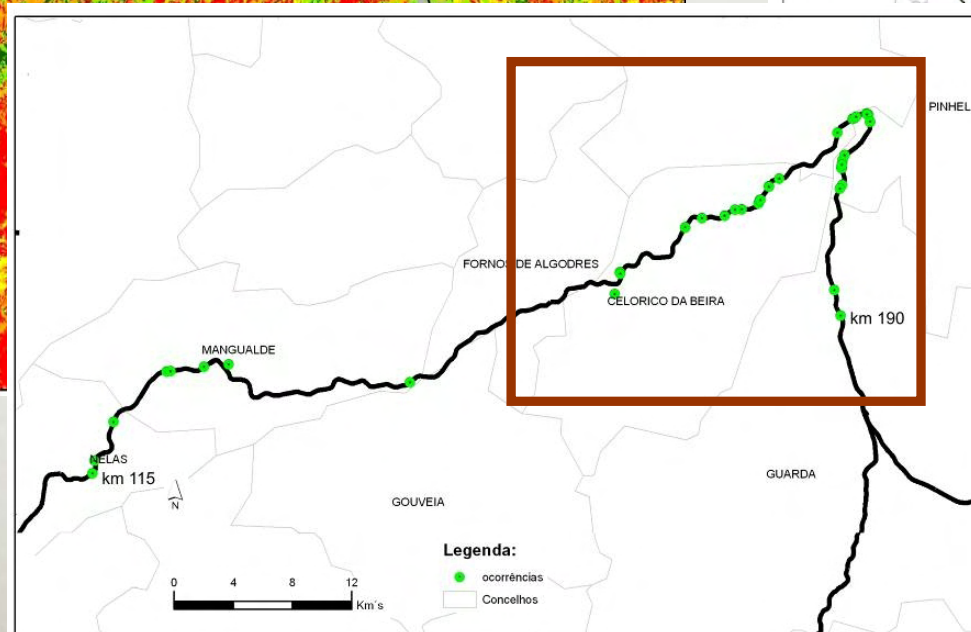 PINHEL
FORNOS DE ALGODRES
CELORICO DA BEIRA
km 190
MANGUALDE
NELAS
km 115
GUARDA
N
GOUVEIA
Legenda:
ocorrências
Concelhos
0 4 8 12
Km´s